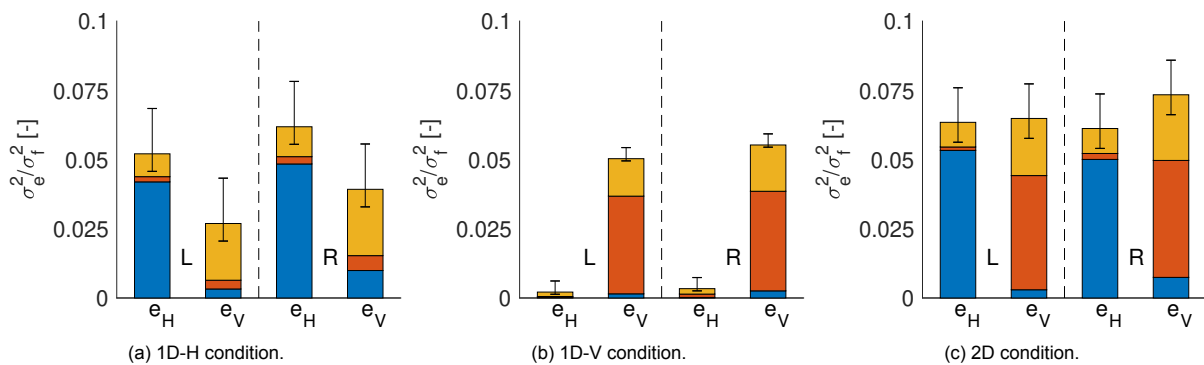 0.1
0.075
0.05
0.025
0
σ_e^2/σ_f^2 [-]
L
R
e_H
e_V
e_H
e_V
(a) 1D-H condition.
0.1
0.075
0.05
0.025
0
σ_e^2/σ_f^2 [-]
L
R
e_H
e_V
e_H
e_V
(b) 1D-V condition.
0.1
0.075
0.05
0.025
0
σ_e^2/σ_f^2 [-]
L
R
e_H
e_V
e_H
e_V
(c) 2D condition.